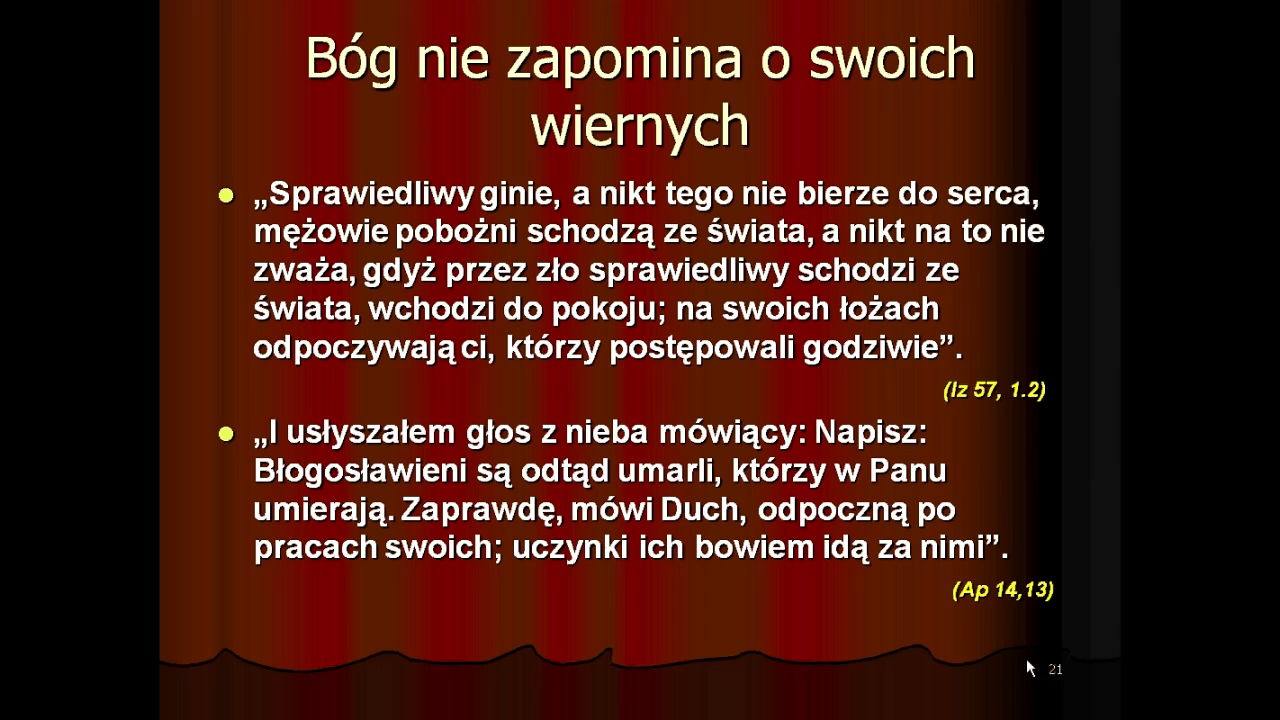 Bóg nie zapomina o swoich
wiernych
„Sprawiedliwy ginie, a nikt tego nie bierze do serca,
mężowie pobożni schodzą ze świata, a nikt na to nie
zważa, gdyż przez zło sprawiedliwy schodzi ze
świata, wchodzi do pokoju; na swoich łożach
odpoczywają ci, którzy postępowali godziwie”.
(Iz 57, 1.2)
„I usłyszałem głos z nieba mówiący: Napisz:
Błogosławieni są odtąd umarli, którzy w Panu
umierają. Zaprawdę, mówi Duch, odpoczną po
pracach swoich; uczynki ich bowiem idą za nimi”.
(Ap 14,13)
21